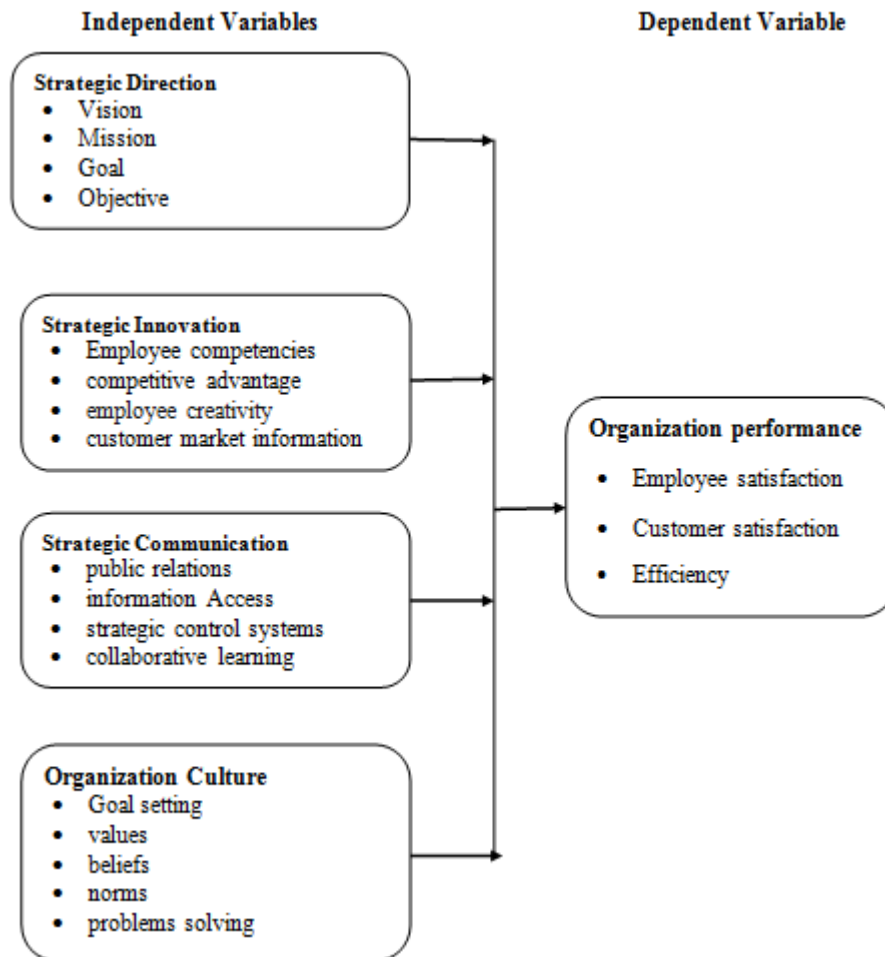 Independent Variables
Dependent Variable
Strategic Direction
• Vision
• Mission
• Goal
• Objective
Strategic Innovation
• Employee competencies
• competitive advantage
• employee creativity
• customer market information
Strategic Communication
• public relations
• information Access
• strategic control systems
• collaborative learning
Organization Culture
• Goal setting
• values
• beliefs
• norms
• problems solving
Organization performance
• Employee satisfaction
• Customer satisfaction
• Efficiency